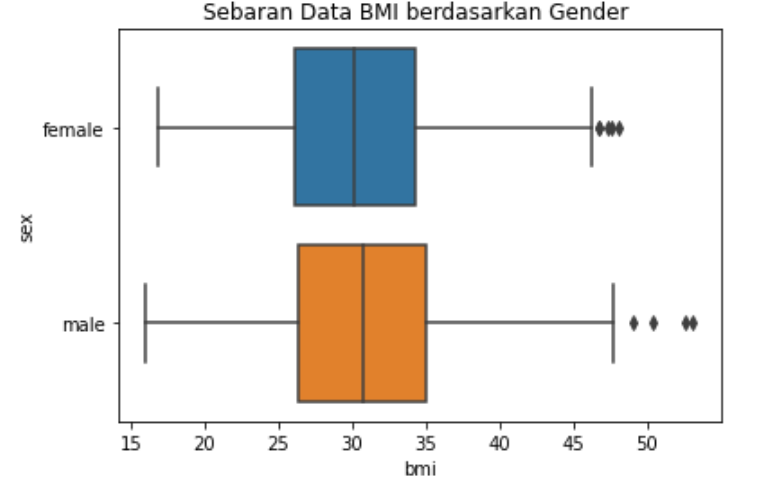 Sebaran Data BMI berdasarkan Gender
female
sex
male
15 20 25 30 35 40 45 50
bmi